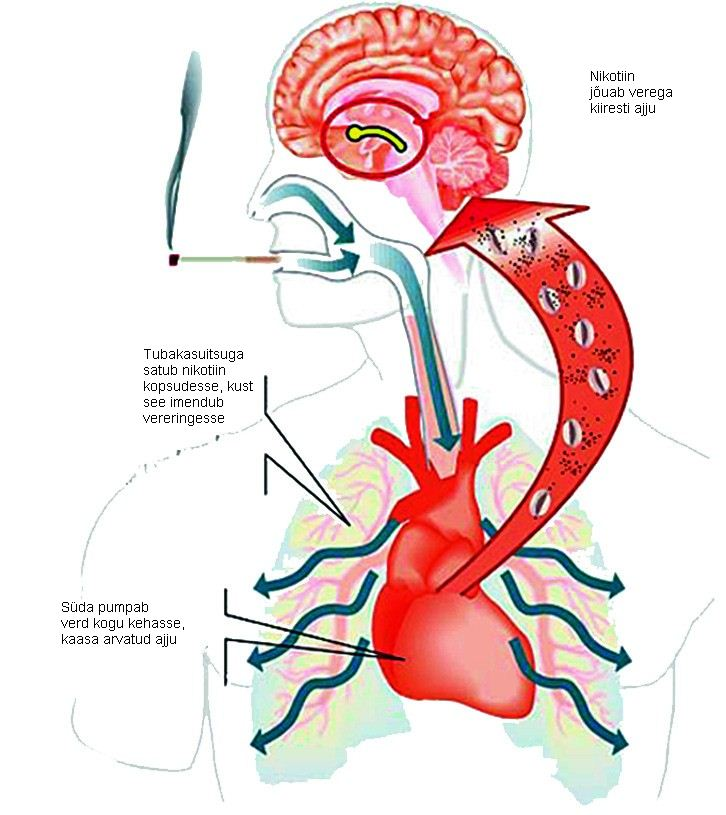 Nikotiin
jõuab verega
kiiresti ajju
Tubakasuitsuga
satub nikotiin
kopsudesse, kust
see imendub
vereringesse
Süda pumpab
verd kogu kehasse,
kaasa arvatud ajju